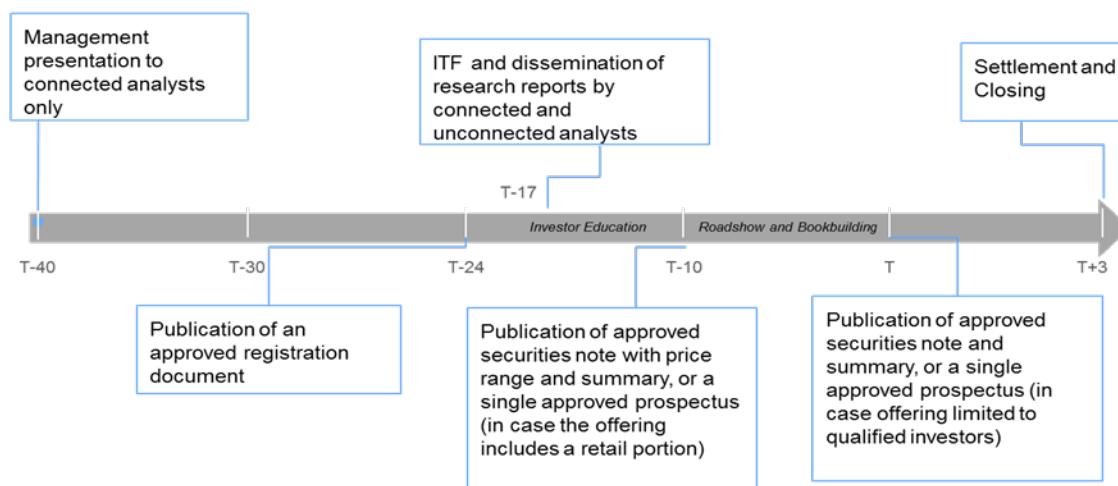 Management
presentation to
connected analysts
only
ITF and dissemination of
research reports by
connected and
unconnected analysts
Settlement and
Closing
T-17
Investor Education
Roadshow and Bookbuilding
T-40
T-30
T-24
T-10
T
T+3
Publication of an
approved registration
document
Publication of approved
securities note with price
range and summary, or a
single approved prospectus
(in case the offering
includes a retail portion)
Publication of approved
securities note and
summary, or a single
approved prospectus (in
case offering limited to
qualified investors)